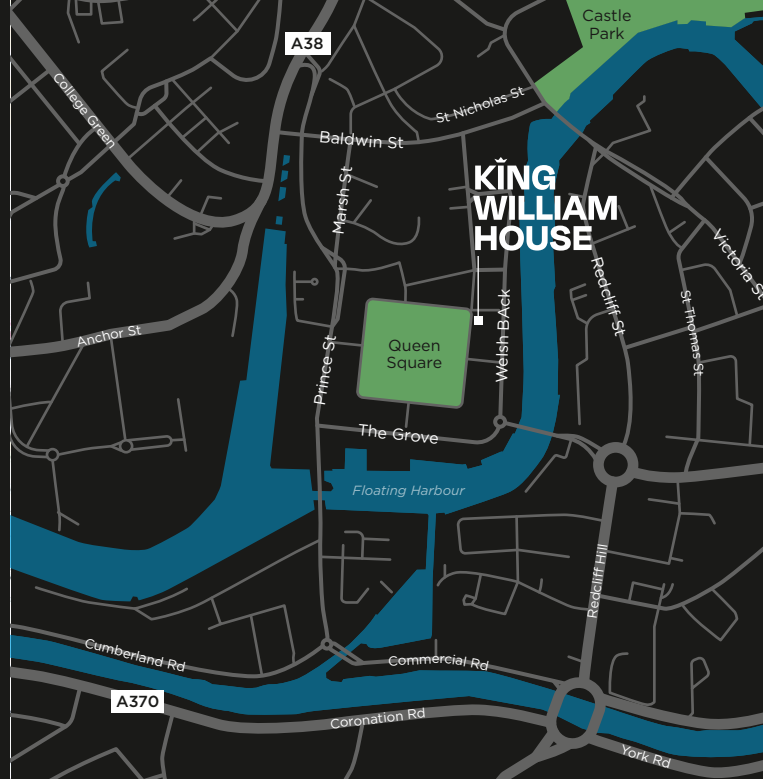 Castle
Park
A38
College Green
St Nicholas St
Baldwin St
Marsh St
KING
WILLIAM
HOUSE
Victoria St
Redcliff St
St Thomas St
Anchor St
Welsh BAck
Prince St
Queen
Square
The Grove
Floating Harbour
Redcliff Hill
Cumberland Rd
Commercial Rd
A370
Coronation Rd
York Rd